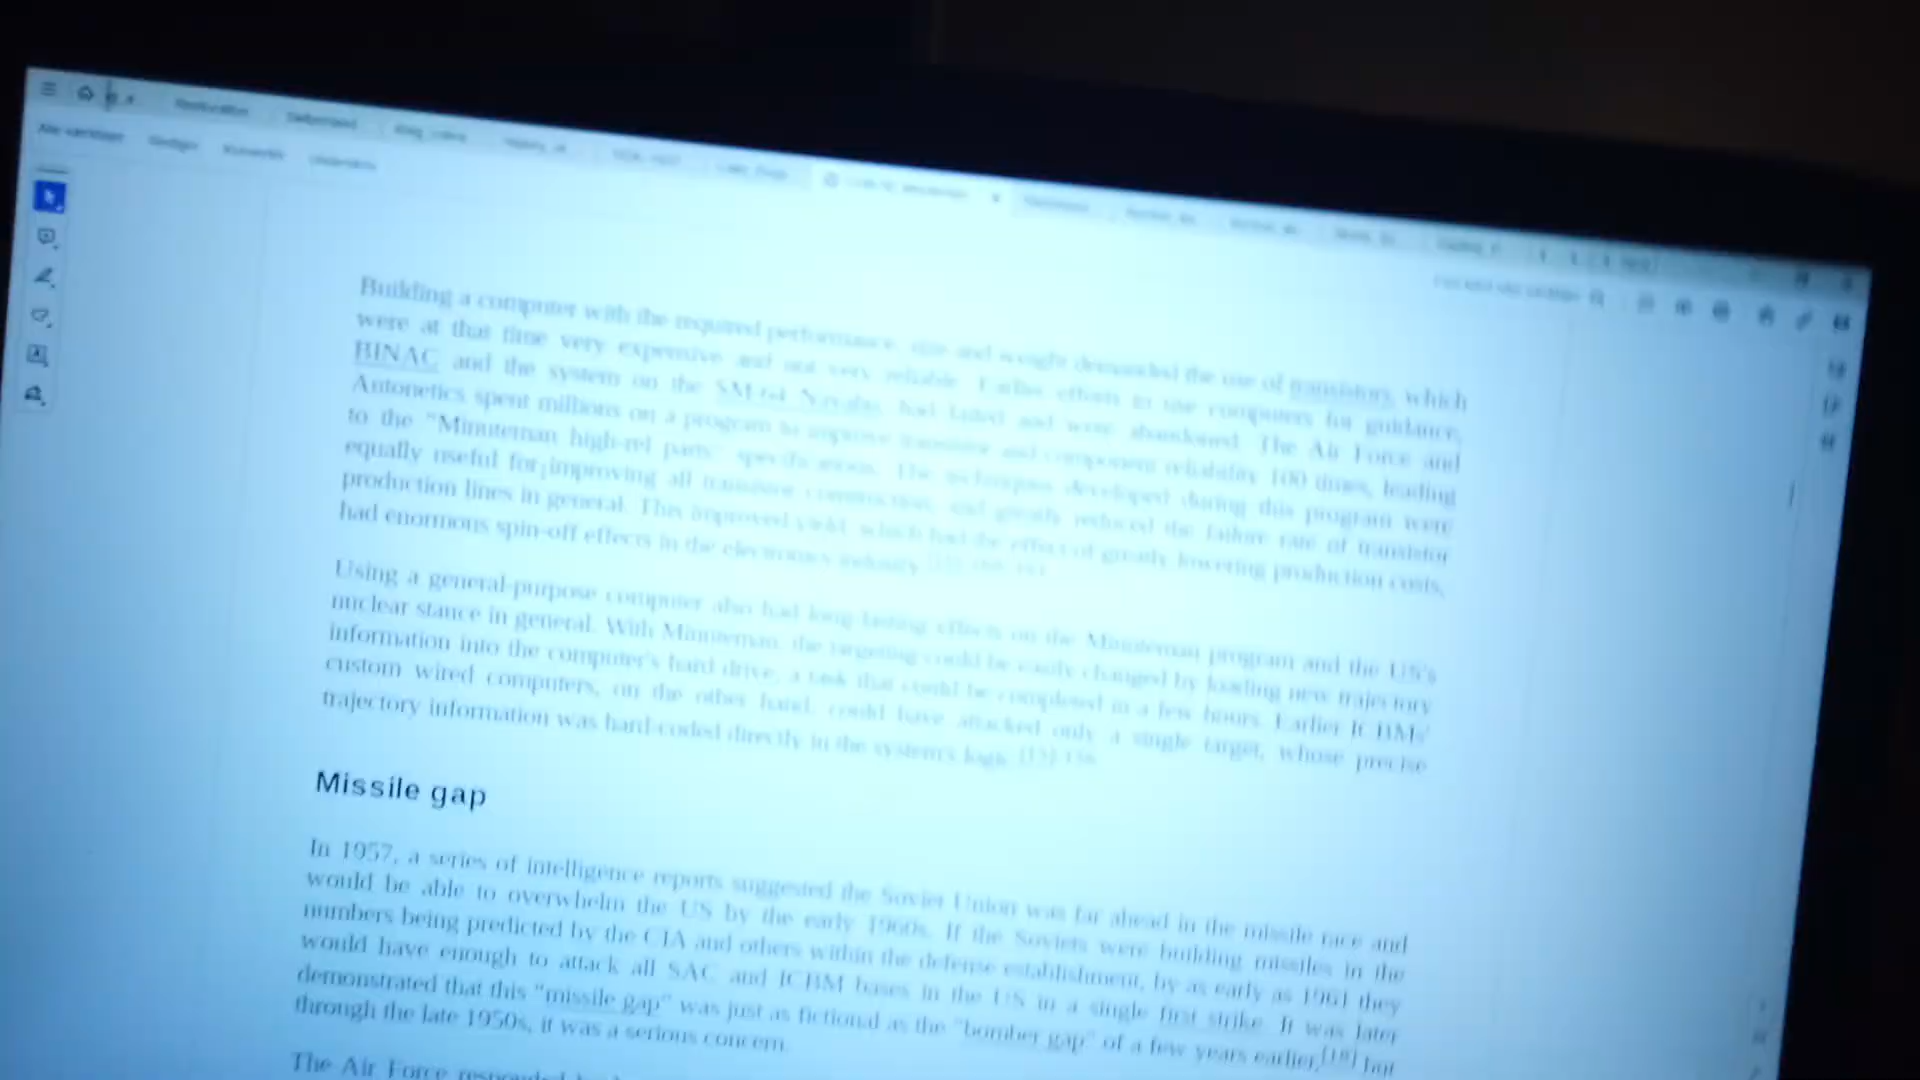 Building a computer with the required performance, size and weight demanded the use of transistors, which
were at that time very expensive and not very reliable. Earlier efforts to use computers for guidance,
BINAC and the system on the SM-64 Navaho, had failed and were abandoned. The Air Force and
Autonetics spent millions on a program to improve transistor and component reliability 100 times, leading
to the "Minuteman high-rel parts" specifications. The techniques developed during this program were
equally useful for improving all transistor construction, and greatly reduced the failure rate of transistor
production lines in general. This improved yield, which had the effect of greatly lowering production costs,
had enormous spin-off effects in the electronics industry.
Using a general-purpose computer also had long-lasting effects on the Minuteman program and the US's
nuclear stance in general. With Minuteman, the targeting could be easily changed by loading new trajectory
information into the computer's hard drive, a task that could be completed in a few hours. Earlier ICBMs'
custom wired computers, on the other hand, could have attacked only a single target, whose precise
trajectory information was hard-coded directly in the system's logic.
Missile gap
In 1957, a series of intelligence reports suggested the Soviet Union was far ahead in the missile race and
would be able to overwhelm the US by the early 1960s. If the Soviets were building missiles in the
numbers being predicted by the CIA and others within the defense establishment, by as early as 1961 they
would have enough to attack all SAC and ICBM bases in the US in a single first strike. It was later
demonstrated that this "missile gap" was just as fictional as the "bomber gap" of a few years earlier,[18] but
through the late 1950s, it was a serious concern.
The Air Force responded